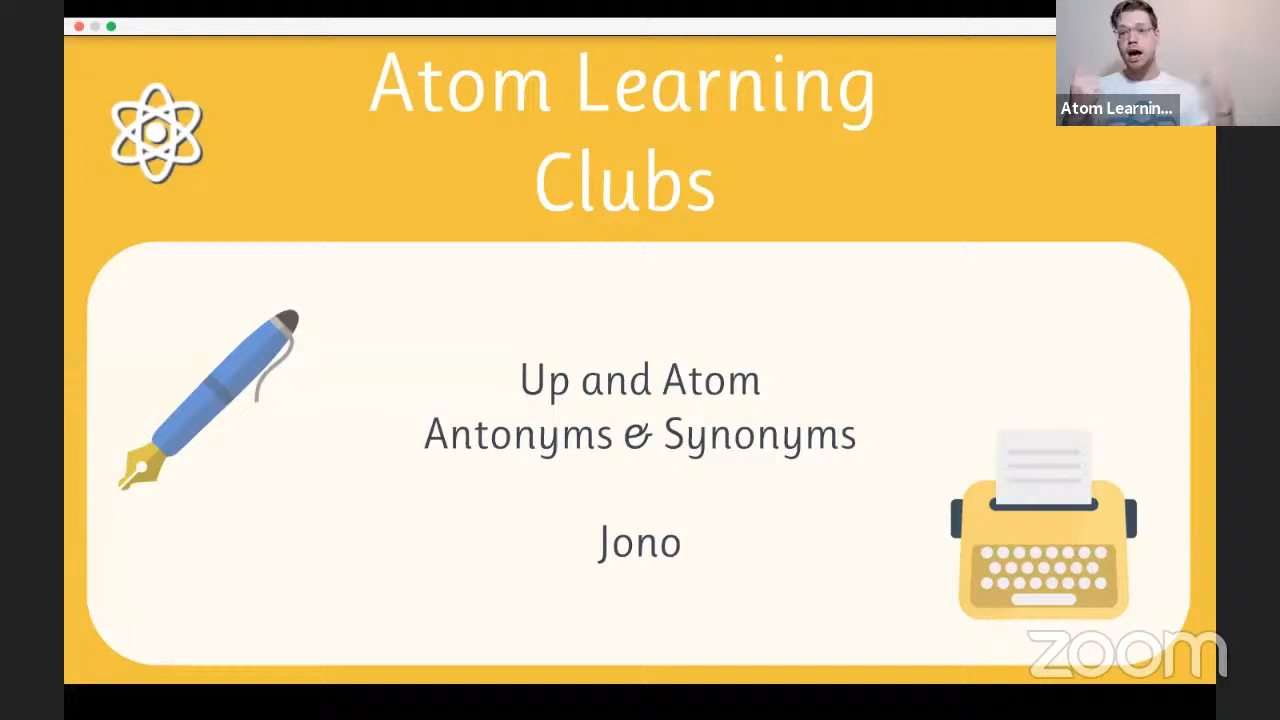 Atom Learning
Clubs
Atom Learnin...
Up and Atom
Antonyms & Synonyms
Jono
zoom